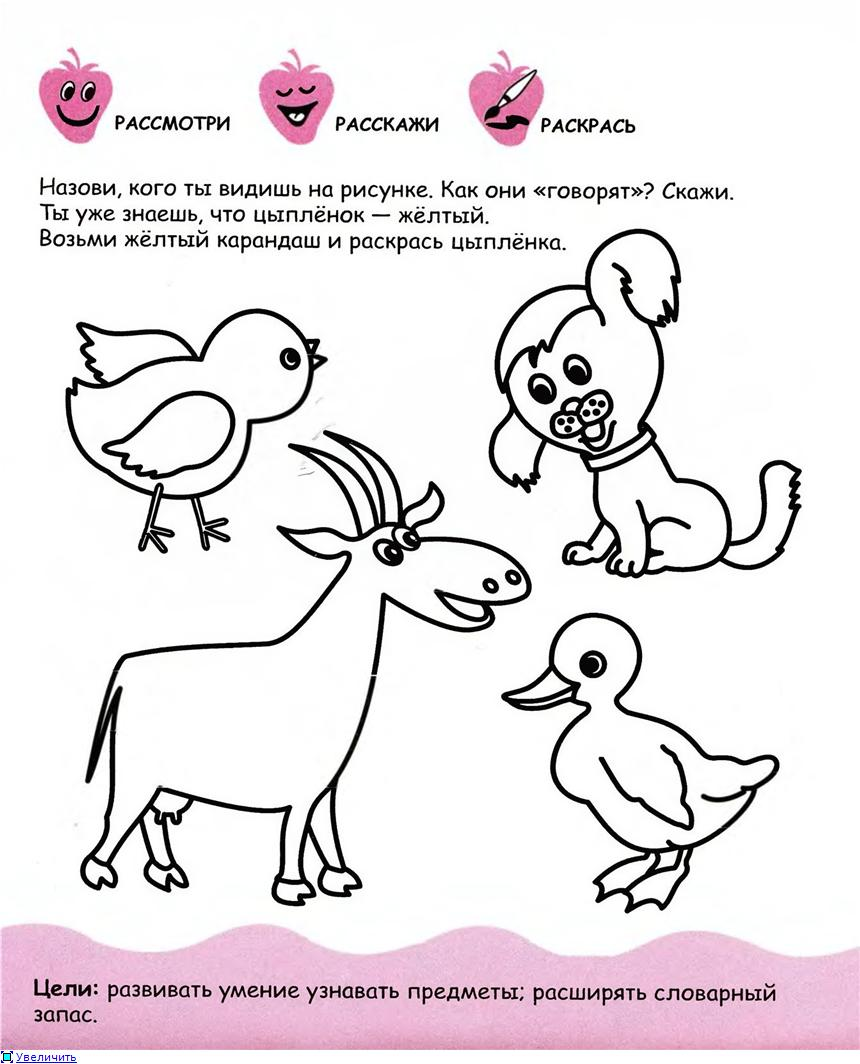 РАССМОТРИ РАССКАЖИ РАСКРАСЬ
Назови, кого ты видишь на рисунке. Как они «говорят»? Скажи.
Ты уже знаешь, что цыплёнок — жёлтый.
Возьми жёлтый карандаш и раскрась цыплёнка.
Цели: развивать умение узнавать предметы; расширять словарный
запас.
Увеличить